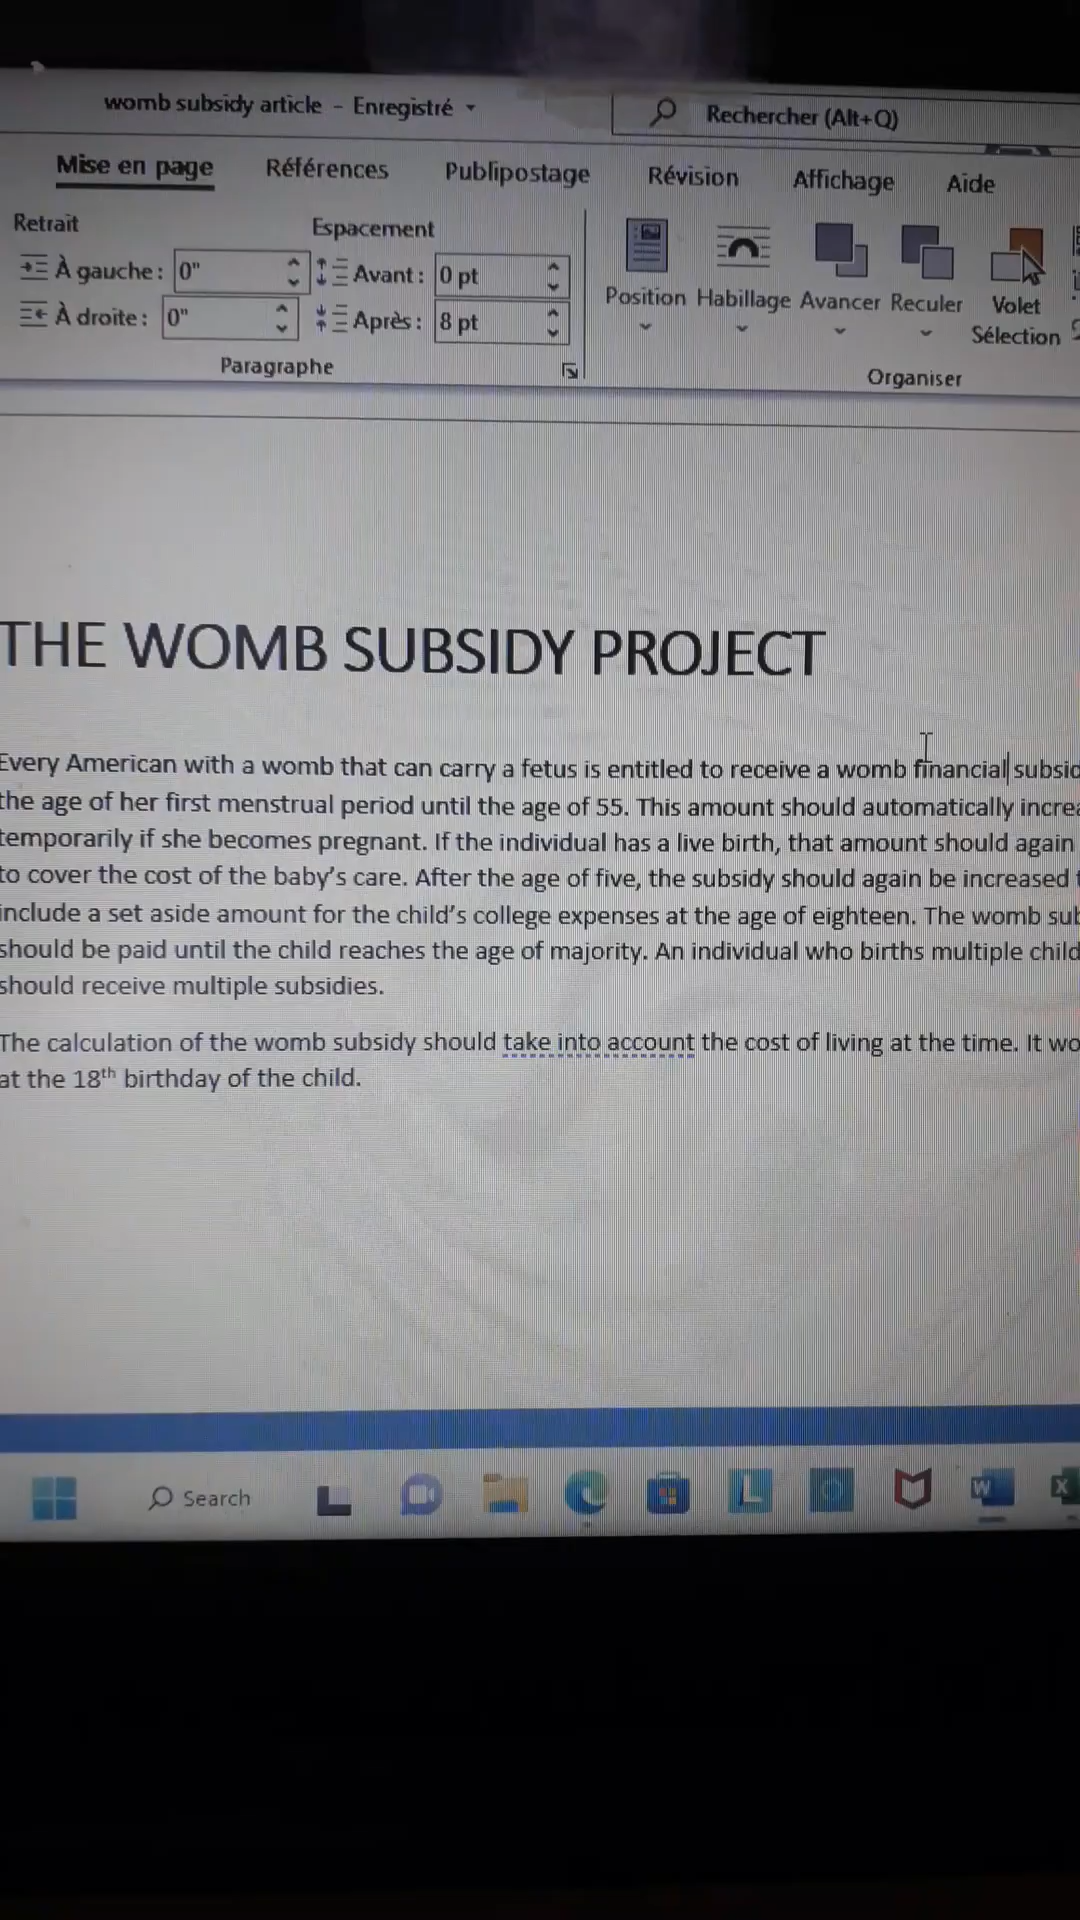 womb subsidy article - Enregistré
Rechercher (Alt+Q)
Mise en page Références Publipostage Révision Affichage Aide
Retrait Espacement
À gauche: 0" Avant: 0 pt
À droite: 0" Après: 8 pt
Position Habillage Avancer Reculer Volet
Sélection
Paragraphe Organiser
THE WOMB SUBSIDY PROJECT
Every American with a womb that can carry a fetus is entitled to receive a womb financial subsid
the age of her first menstrual period until the age of 55. This amount should automatically increa
temporarily if she becomes pregnant. If the individual has a live birth, that amount should again
to cover the cost of the baby's care. After the age of five, the subsidy should again be increased t
include a set aside amount for the child's college expenses at the age of eighteen. The womb sub
should be paid until the child reaches the age of majority. An individual who births multiple child
should receive multiple subsidies.
The calculation of the womb subsidy should take into account the cost of living at the time. It wo
at the 18th birthday of the child.
Search